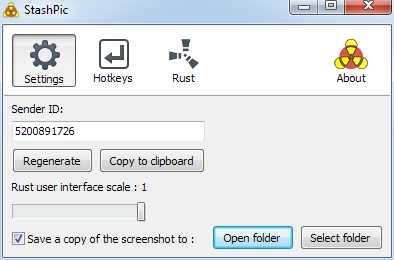 StashPic
Settings Hotkeys Rust About
Sender ID:
5200891726
Regenerate Copy to clipboard
Rust user interface scale : 1
Save a copy of the screenshot to : Open folder Select folder